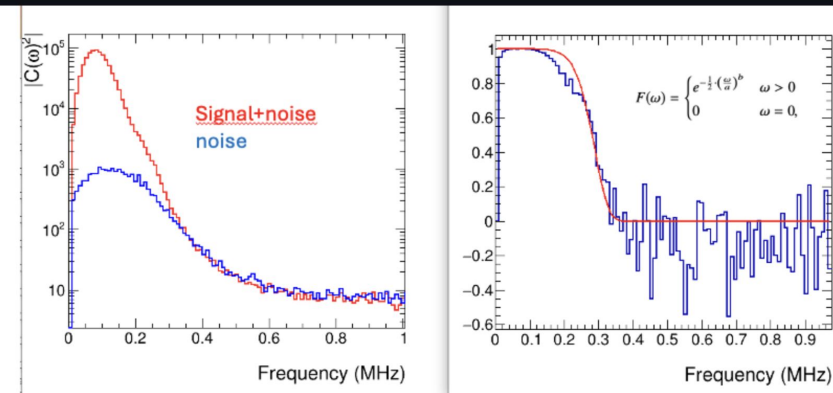 |C(ω)²|
10⁵
10⁴
10³
10²
10
Signal+noise
noise
0 0.2 0.4 0.6 0.8 1
Frequency (MHz)
1
0.8
0.6
0.4
0.2
0
−0.2
−0.4
−0.6
F(ω) = { e^{-½·(ω/a)^b} ω > 0
0 ω = 0,
0 0.1 0.2 0.3 0.4 0.5 0.6 0.7 0.8 0.9
Frequency (MHz)